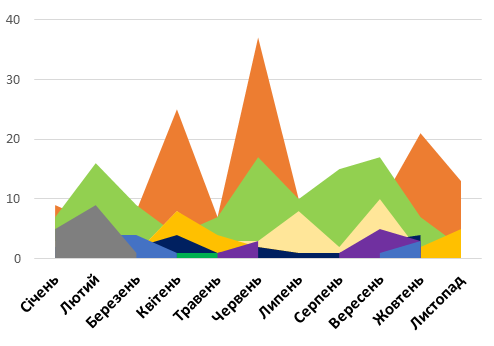 40
30
20
10
0
Січень
Лютий
Березень
Квітень
Травень
Червень
Липень
Серпень
Вересень
Жовтень
Листопад